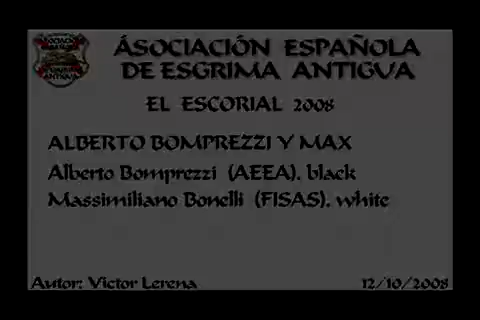 ÁSOCIACIÓN ESPAÑOLA
DE ESGRIMA ANTIGUA
EL ESCORIAL 2008
ALBERTO BOMPREZZI Y MAX
Alberto Bomprezzi (AEEA). black
Massimiliano Bonelli (FISAS). white
Autor: Victor Lerena
12/10/2008